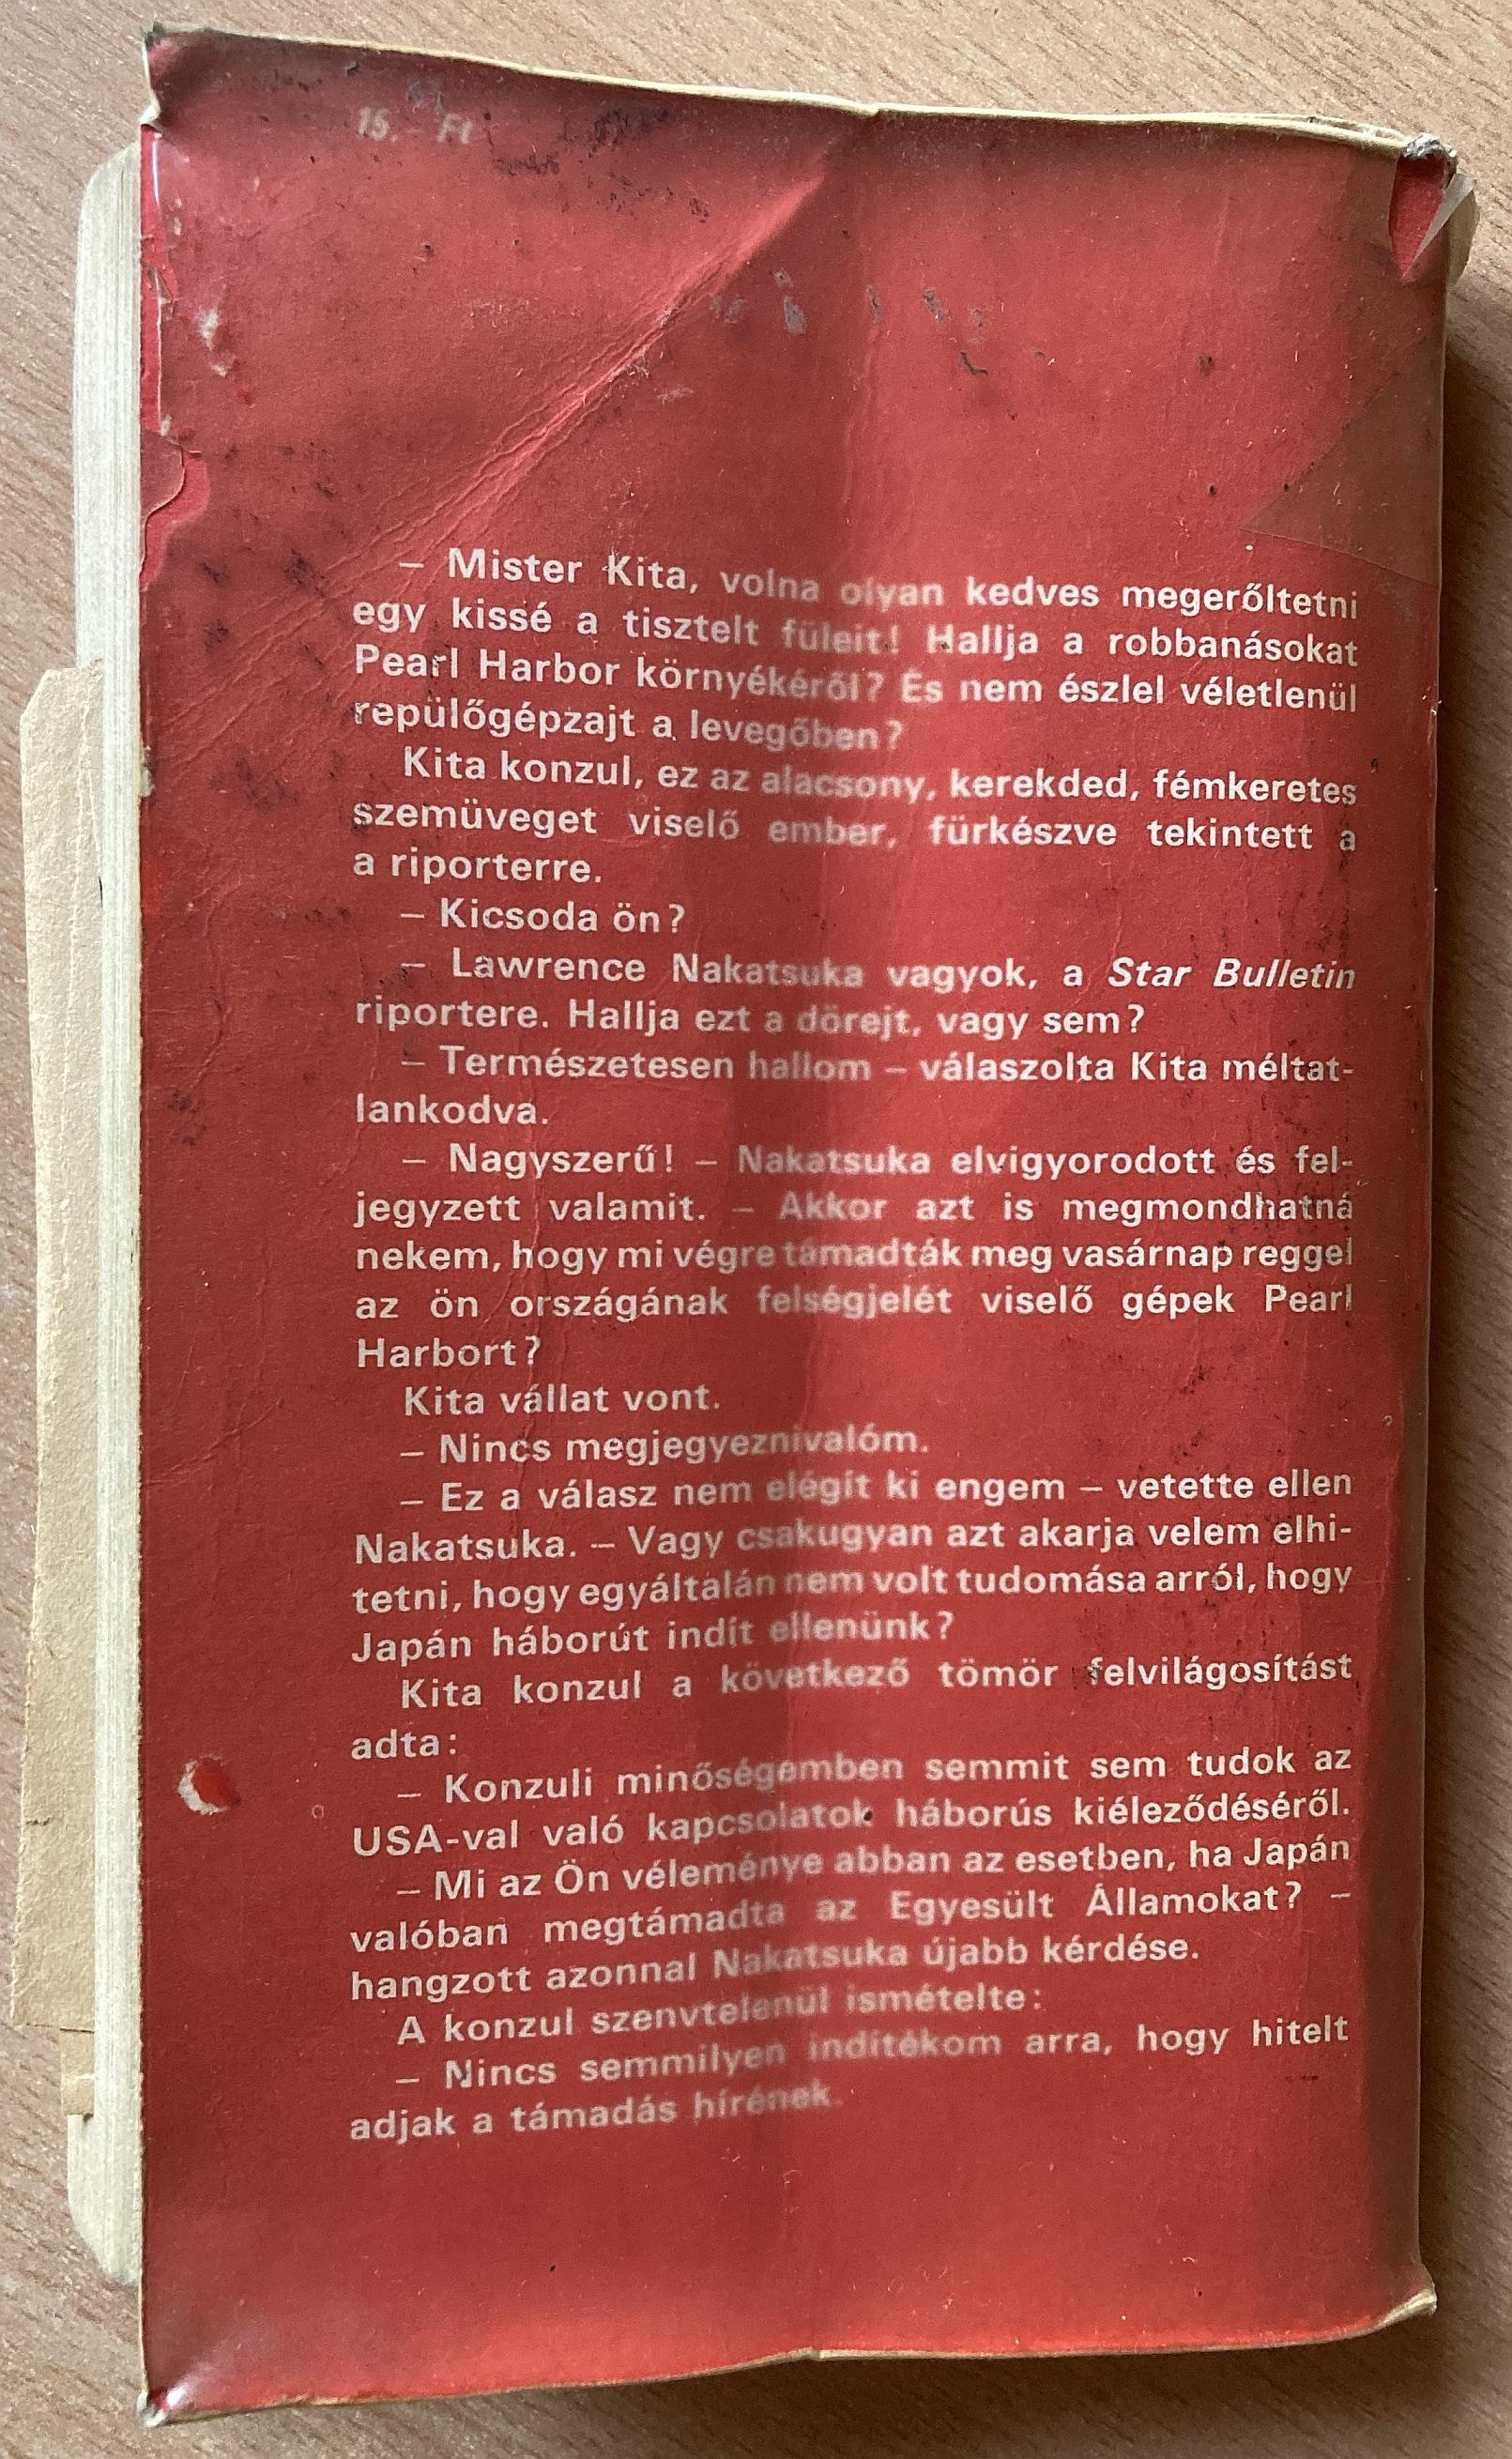 15.– Ft
– Mister Kita, volna olyan kedves megerőltetni
egy kissé a tisztelt füleit! Hallja a robbanásokat
Pearl Harbor környékéről? És nem észlel véletlenül
repülőgépzajt a levegőben?
Kita konzul, ez az alacsony, kerekded, fémkeretes
szemüveget viselő ember, fürkészve tekintett a
a riporterre.
– Kicsoda ön?
– Lawrence Nakatsuka vagyok, a Star Bulletin
riportere. Hallja ezt a dörejt, vagy sem?
– Természetesen hallom – válaszolta Kita méltat-
lankodva.
– Nagyszerű! – Nakatsuka elvigyorodott és fel-
jegyzett valamit. – Akkor azt is megmondhatná
nekem, hogy mi végre támadták meg vasárnap reggel
az ön országának felségjelét viselő gépek Pearl
Harbort?
Kita vállat vont.
– Nincs megjegyeznivalóm.
– Ez a válasz nem elégít ki engem – vetette ellen
Nakatsuka. – Vagy csakugyan azt akarja velem elhi-
tetni, hogy egyáltalán nem volt tudomása arról, hogy
Japán háborút indít ellenünk?
Kita konzul a következő tömör felvilágosítást
adta:
– Konzuli minőségemben semmit sem tudok az
USA-val való kapcsolatok háborús kiéleződéséről.
– Mi az Ön véleménye abban az esetben, ha Japán
valóban megtámadta az Egyesült Államokat? –
hangzott azonnal Nakatsuka újabb kérdése.
A konzul szenvtelenül ismételte:
– Nincs semmilyen indítékom arra, hogy hitelt
adjak a támadás hírének.